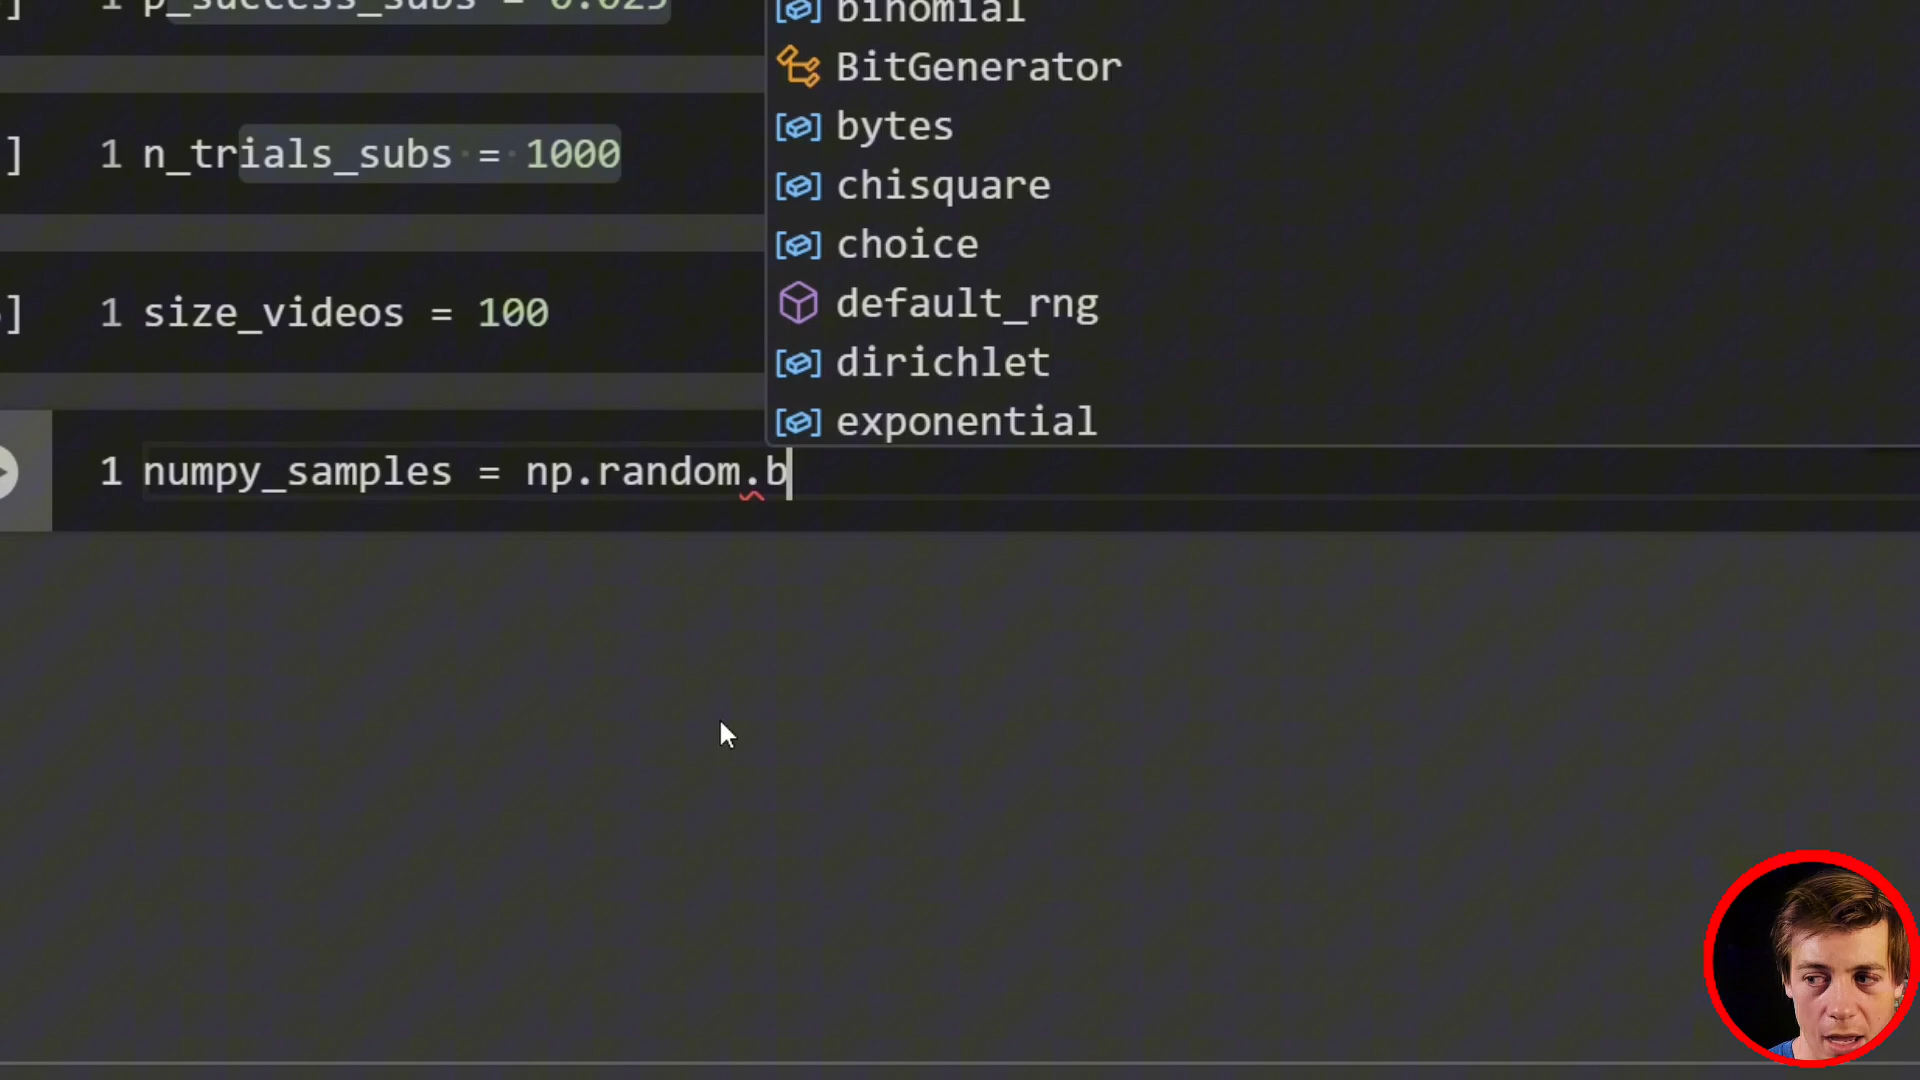 1 p_success_subs = 0.025
binomial
BitGenerator
] 1 n_trials_subs = 1000
bytes
chisquare
choice
default_rng
] 1 size_videos = 100
dirichlet
exponential
1 numpy_samples = np.random.b